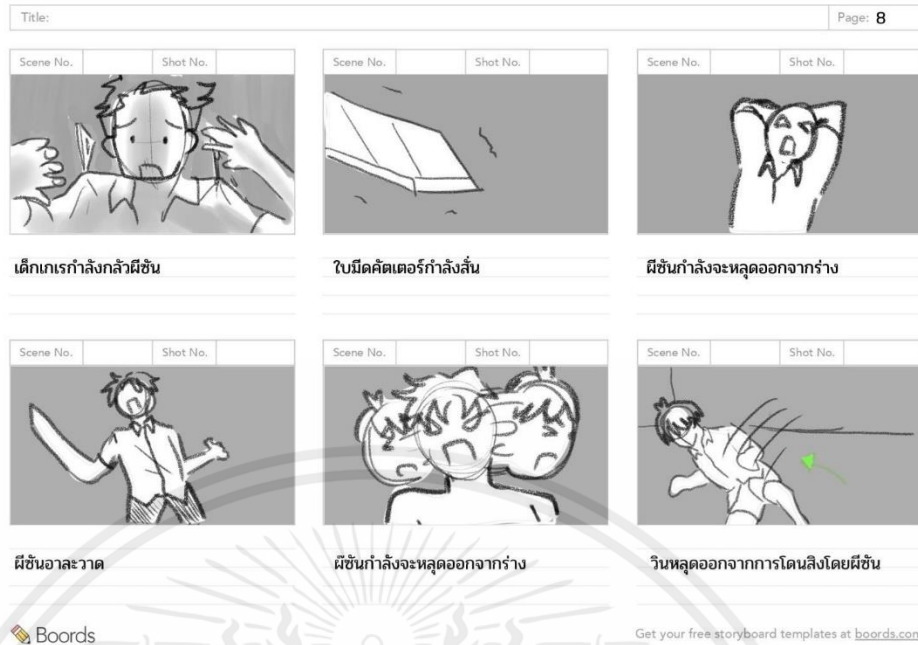 Title:
Page: 8
Scene No. Shot No.
Scene No. Shot No.
Scene No. Shot No.
เด็กเกเรกำลังกลัวผีซัน
ใบมีดคัตเตอร์กำลังสั่น
ผีซันกำลังจะหลุดออกจากร่าง
Scene No. Shot No.
Scene No. Shot No.
Scene No. Shot No.
ผีซันอาละวาด
ผีซันกำลังจะหลุดออกจากร่าง
วินหลุดออกจากการโดนสิงโดยผีซัน
Boords
Get your free storyboard templates at boords.com